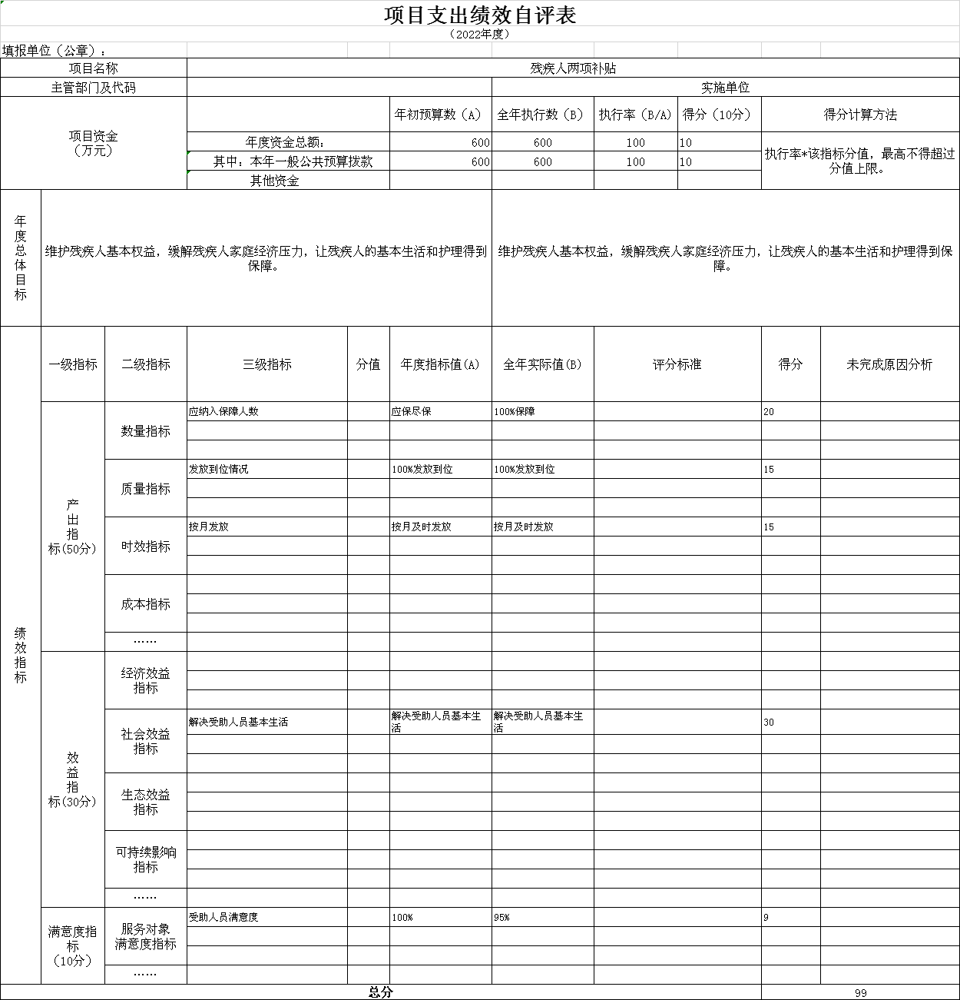 项目支出绩效自评表
（2022年度）
填报单位（公章）：
项目名称 残疾人两项补贴
主管部门及代码 实施单位
项目资金
（万元）
年初预算数（A） 全年执行数（B） 执行率（B/A） 得分（10分） 得分计算方法
年度资金总额： 600 600 100 10
执行率*该指标分值，最高不得超过
分值上限。
其中：本年一般公共预算拨款 600 600 100 10
其他资金
年
度
总
体
目
标
维护残疾人基本权益，缓解残疾人家庭经济压力，让残疾人的基本生活和护理得到
保障。
维护残疾人基本权益，缓解残疾人家庭经济压力，让残疾人的基本生活和护理得到保
障。
绩
效
指
标
一级指标 二级指标 三级指标 分值 年度指标值(A) 全年实际值(B) 评分标准 得分 未完成原因分析
产
出
指
标(50分)
数量指标
应纳入保障人数 应保尽保 100%保障 20
质量指标
发放到位情况 100%发放到位 100%发放到位 15
时效指标
按月发放 按月及时发放 按月及时发放 15
成本指标
……
效
益
指
标(30分)
经济效益
指标
社会效益
指标
解决受助人员基本生活
解决受助人员基本生
活
解决受助人员基本生
活
30
生态效益
指标
可持续影响
指标
……
满意度指
标
（10分）
服务对象
满意度指标
受助人员满意度 100% 95% 9
……
总分 99